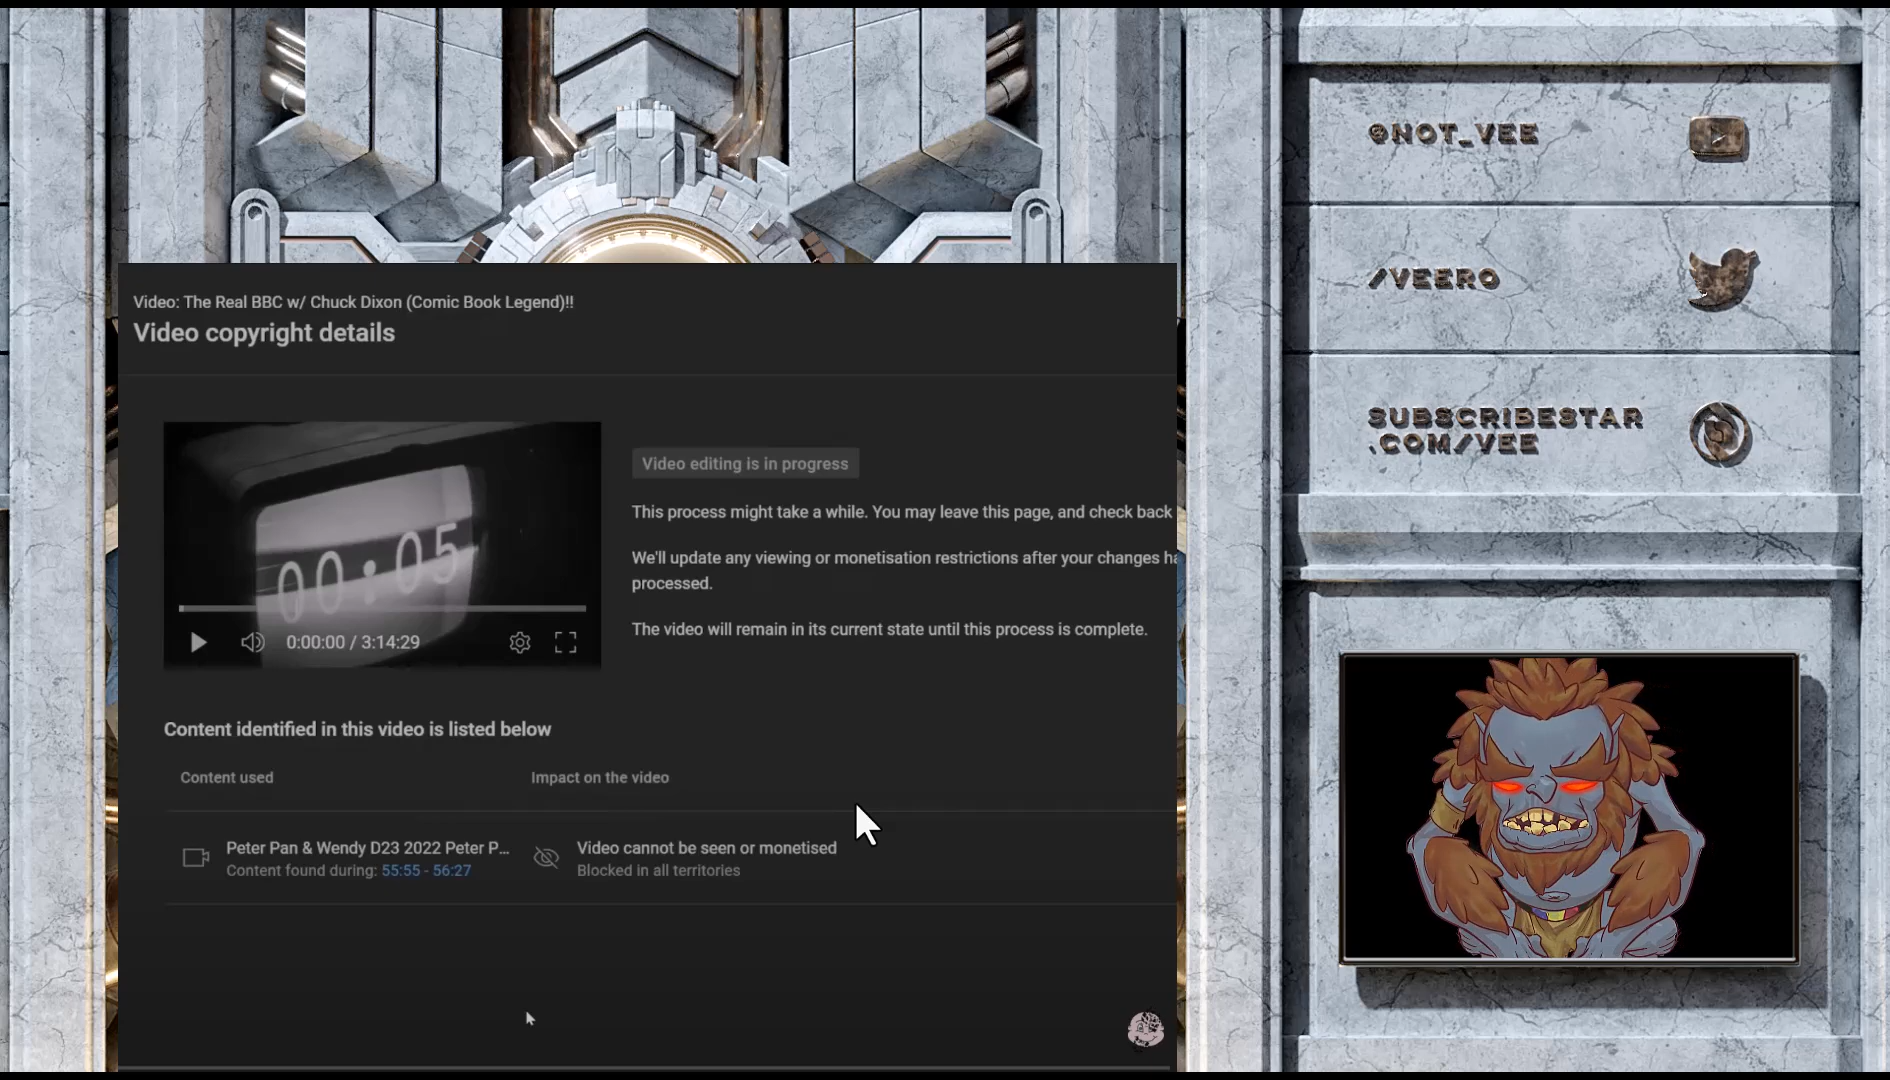 @NOT_VEE
/VEERO
SUBSCRIBESTAR
.COM/VEE
Video: The Real BBC w/ Chuck Dixon (Comic Book Legend)!!
Video copyright details
00:05
0:00:00 / 3:14:29
Video editing is in progress
This process might take a while. You may leave this page, and check back
We'll update any viewing or monetisation restrictions after your changes ha
processed.
The video will remain in its current state until this process is complete.
Content identified in this video is listed below
Content used
Impact on the video
Peter Pan & Wendy D23 2022 Peter P...
Content found during: 55:55 - 56:27
Video cannot be seen or monetised
Blocked in all territories